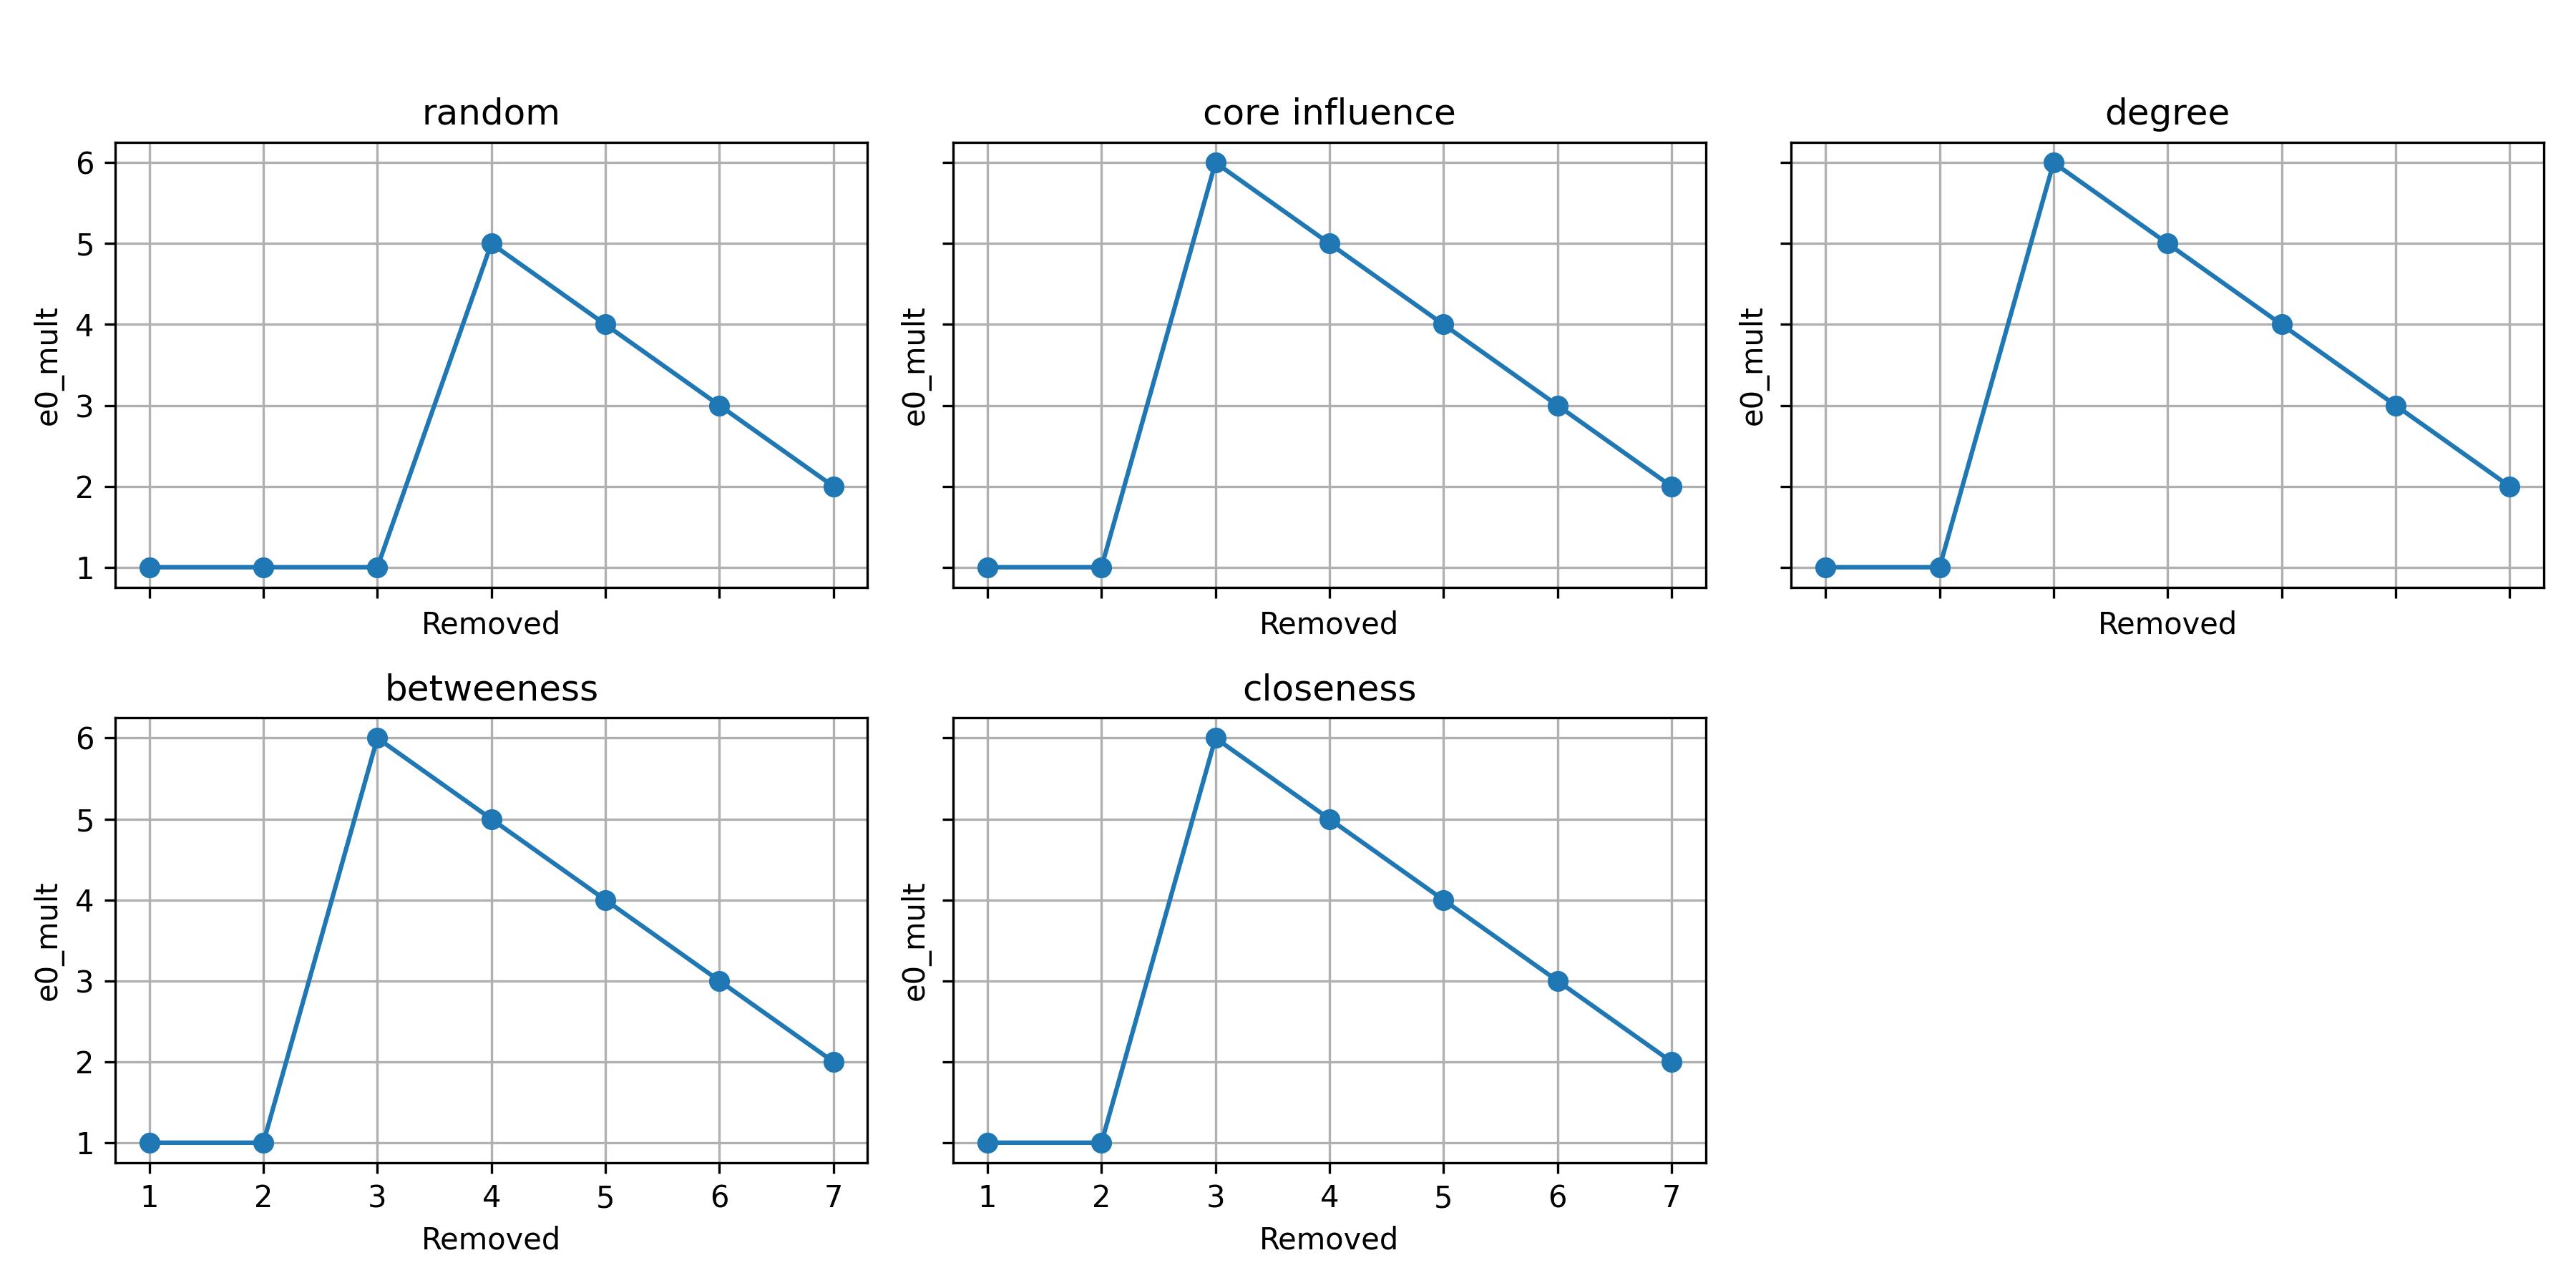 random
core influence
degree
6
5
4
3
2
1
e0_mult
e0_mult
e0_mult
Removed
Removed
Removed
betweeness
closeness
6
5
4
3
2
1
e0_mult
e0_mult
1 2 3 4 5 6 7
1 2 3 4 5 6 7
Removed
Removed